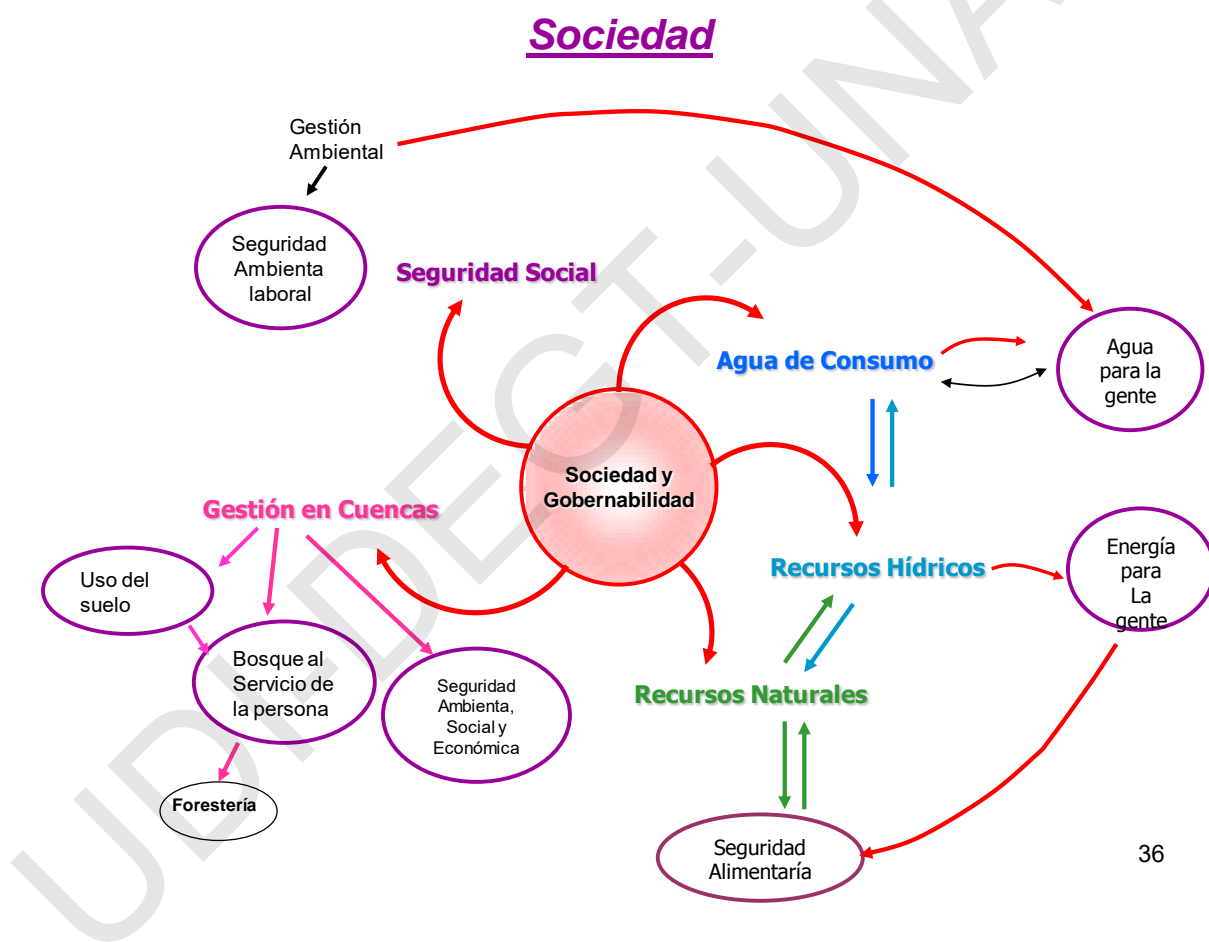 Sociedad
Gestión
Ambiental
Seguridad
Ambienta
laboral
Seguridad Social
Agua de Consumo
Agua
para la
gente
Sociedad y
Gobernabilidad
Gestión en Cuencas
Uso del
suelo
Bosque al
Servicio de
la persona
Seguridad
Ambienta,
Social y
Económica
Forestería
Recursos Hídricos
Energía
para
La
gente
Recursos Naturales
Seguridad
Alimentaría
36
UDI-DEGT-UNA